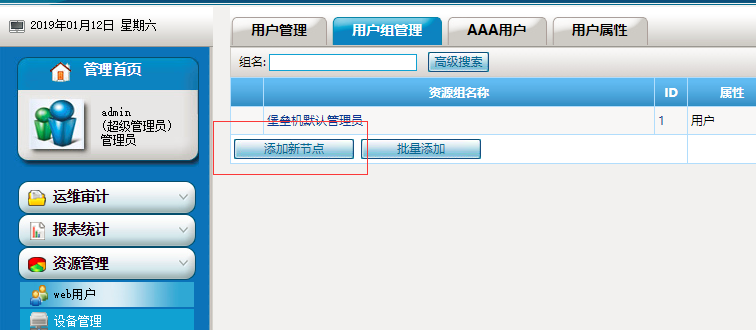 2019年01月12日 星期六
管理首页
admin
(超级管理员)
管理员
运维审计
报表统计
资源管理
web用户
设备管理
用户管理 用户组管理 AAA用户 用户属性
组名: 高级搜索
资源组名称 ID 属性
堡垒机默认管理员 1 用户
添加新节点 批量添加